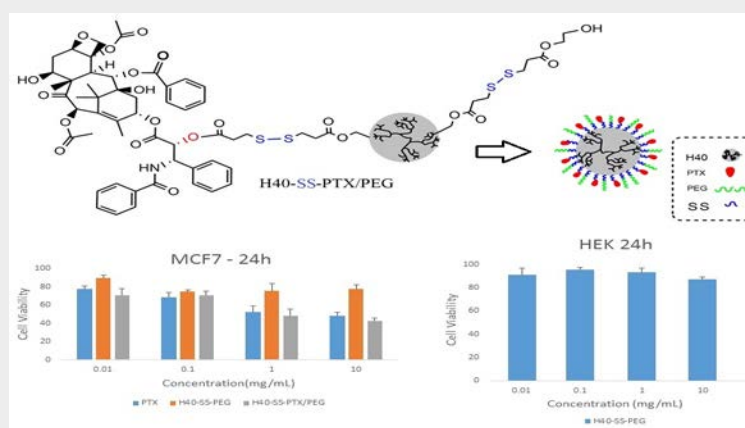 H
O
O
O
O
O
HO
H
OH
O
O
O
O
O
O
O
O
S-S
O
O
HN
O
O
O
S-S
O
O
OH
H40-SS-PTX/PEG
H40
PTX
PEG
SS
MCF7 - 24h
Cell Viability
100
80
60
40
20
0
0.01 0.1 1 10
Concentration(mg/mL)
PTX H40-SS-PEG H40-SS-PTX/PEG
HEK 24h
Cell Viability
100
80
60
40
20
0
0.01 0.1 1 10
Concentration (mg/mL)
H40-SS-PEG